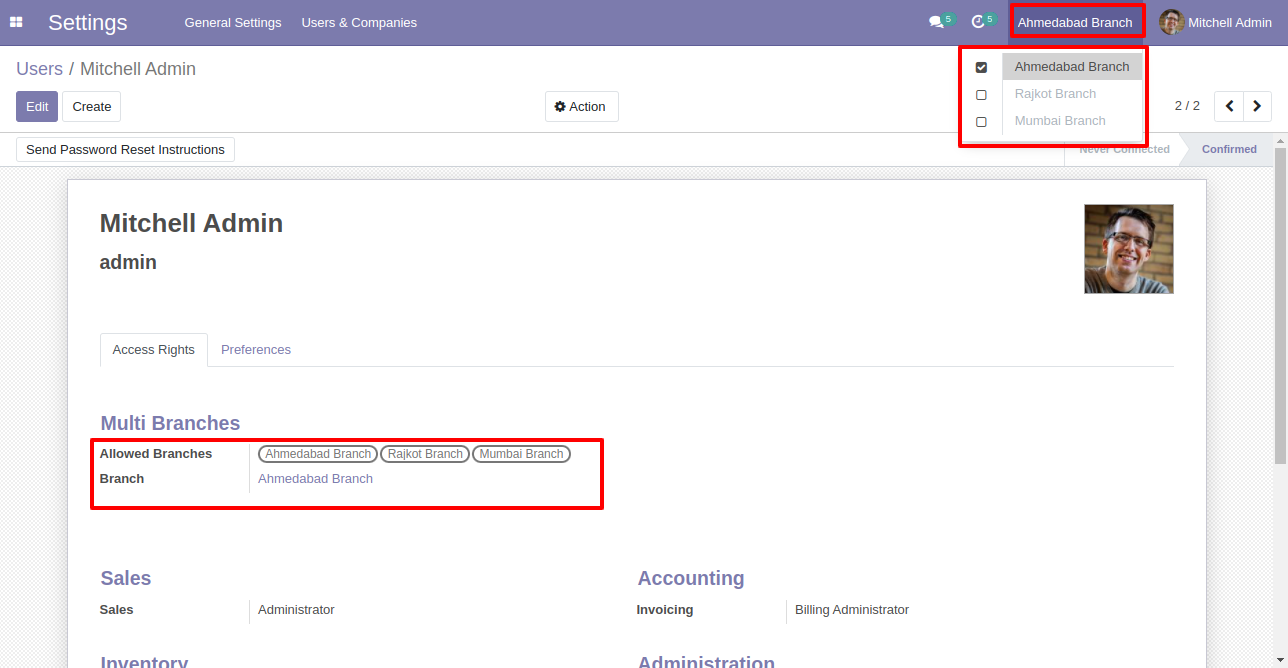 Settings General Settings Users & Companies 5 5 Ahmedabad Branch Mitchell Admin
Users / Mitchell Admin
Ahmedabad Branch
Rajkot Branch
Mumbai Branch
Edit Create Action 2 / 2
Send Password Reset Instructions Never Connected Confirmed
Mitchell Admin
admin
Access Rights Preferences
Multi Branches
Allowed Branches Ahmedabad Branch Rajkot Branch Mumbai Branch
Branch Ahmedabad Branch
Sales Accounting
Sales Administrator Invoicing Billing Administrator
Inventory Administration